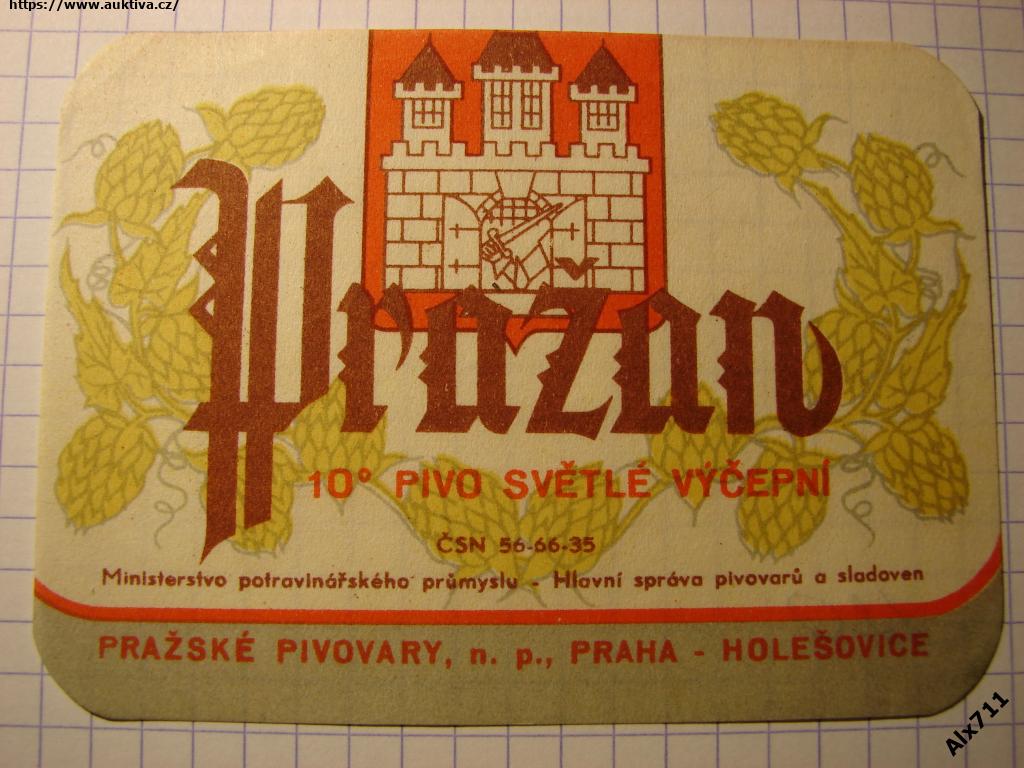 https://www.auktiva.cz/
Pražan
10° PIVO SVĚTLÉ VÝČEPNÍ
ČSN 56-66-35
Ministerstvo potravinářského průmyslu - Hlavní správa pivovarů a sladoven
PRAŽSKÉ PIVOVARY, n. p., PRAHA - HOLEŠOVICE
Alx711